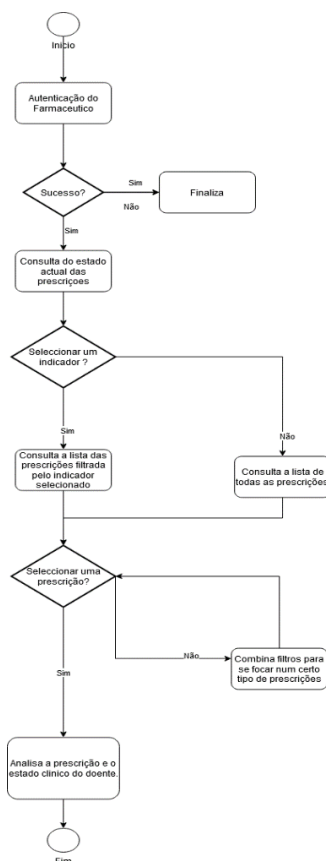 Inicio
Autenticação do
Farmaceutico
Sucesso?
Sim
Não
Finaliza
Sim
Consulta do estado
actual das
prescriçoes
Seleccionar um
indicador ?
Sim
Não
Consulta a lista das
prescrições filtrada
pelo indicador
selecionado
Consulta a lista de
todas as prescrições
Seleccionar uma
prescrição?
Não
Combina filtros para
se focar num certo
tipo de prescrições
Sim
Analisa a prescrição e o
estado clinico do doente.
Fim